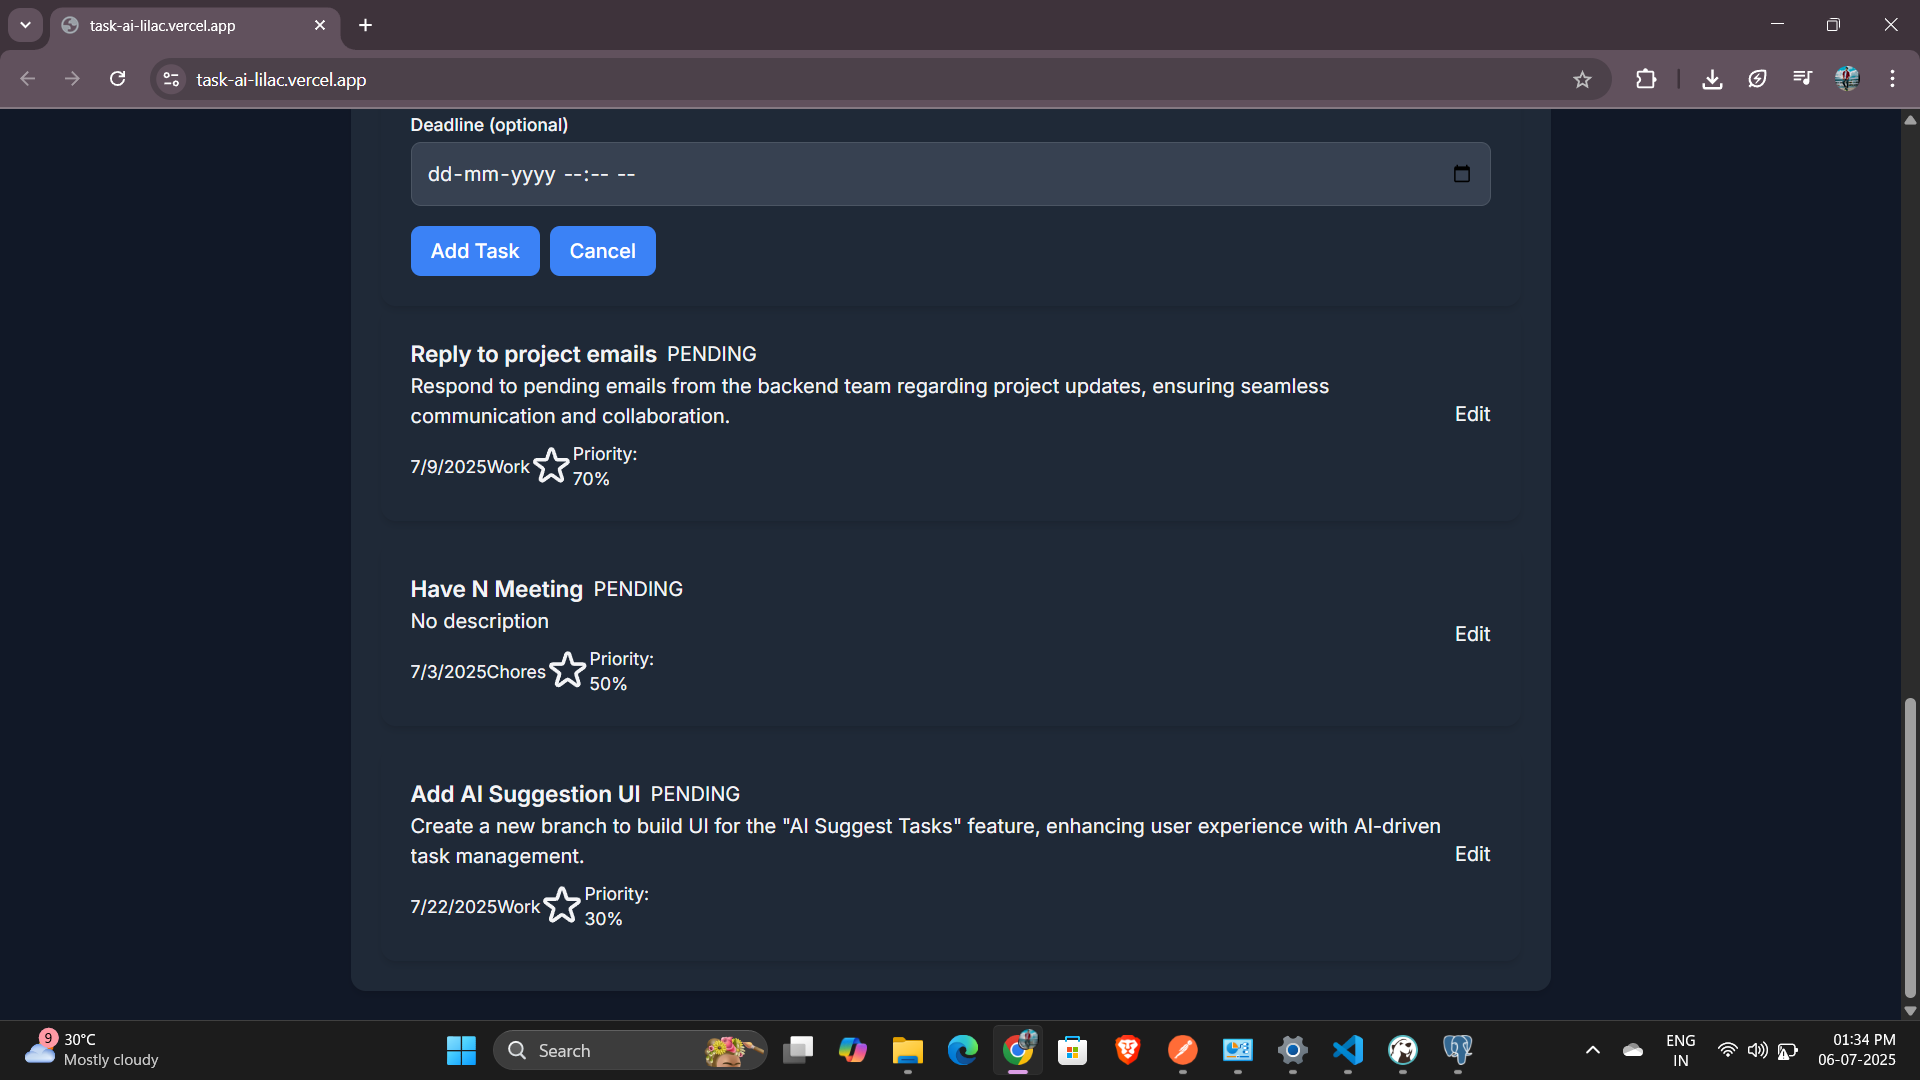 task-ai-lilac.vercel.app
task-ai-lilac.vercel.app
Deadline (optional)
dd-mm-yyyy --:-- --
Add Task Cancel
Reply to project emails PENDING
Respond to pending emails from the backend team regarding project updates, ensuring seamless
communication and collaboration.
Edit
7/9/2025Work Priority:
70%
Have N Meeting PENDING
No description
Edit
7/3/2025Chores Priority:
50%
Add AI Suggestion UI PENDING
Create a new branch to build UI for the "AI Suggest Tasks" feature, enhancing user experience with AI-driven
task management.
Edit
7/22/2025Work Priority:
30%
9
30°C
Mostly cloudy
Search
ENG
IN
01:34 PM
06-07-2025